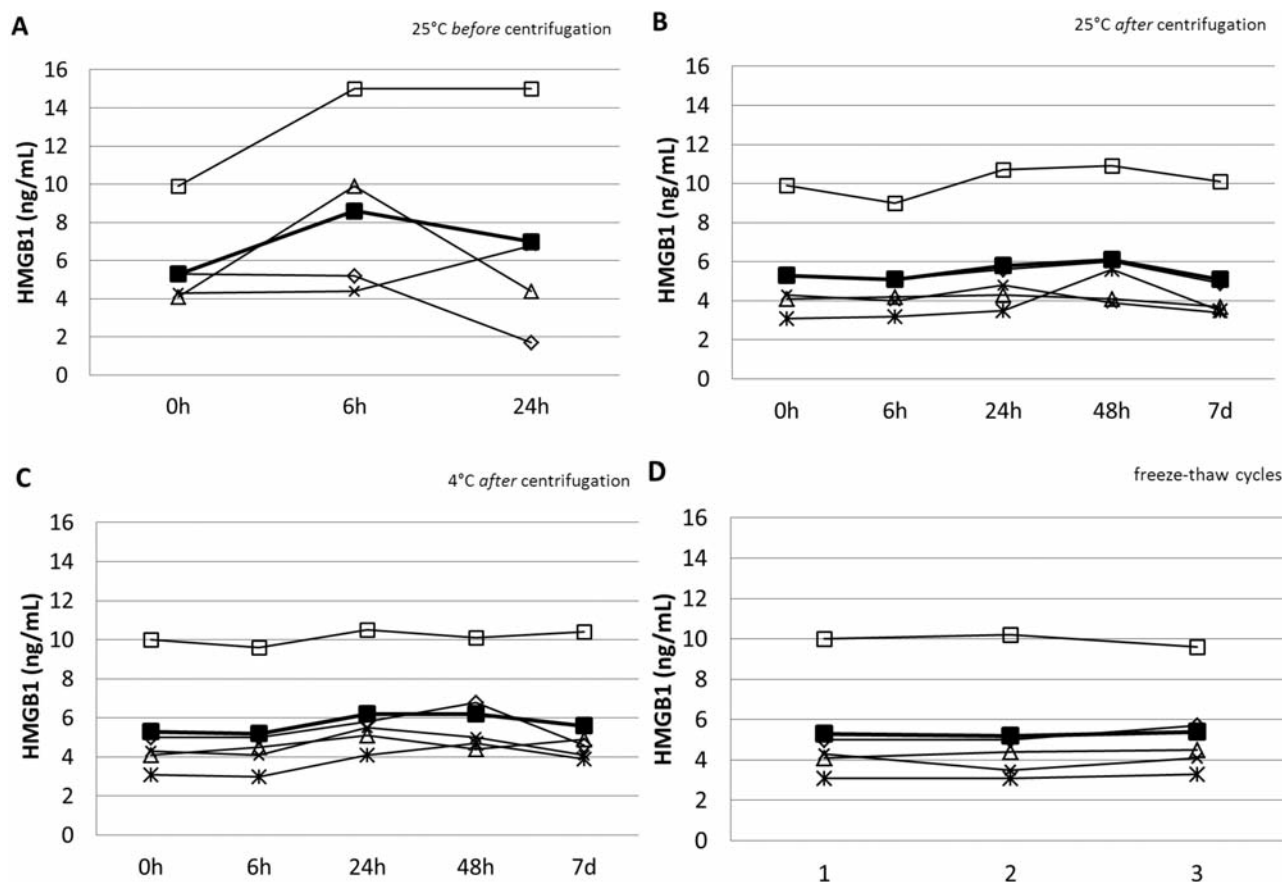 A
25°C before centrifugation
HMGB1 (ng/mL)
16
14
12
10
8
6
4
2
0
0h 6h 24h
B
25°C after centrifugation
HMGB1 (ng/mL)
16
14
12
10
8
6
4
2
0
0h 6h 24h 48h 7d
C
4°C after centrifugation
HMGB1 (ng/mL)
16
14
12
10
8
6
4
2
0
0h 6h 24h 48h 7d
D
freeze-thaw cycles
HMGB1 (ng/mL)
16
14
12
10
8
6
4
2
0
1 2 3